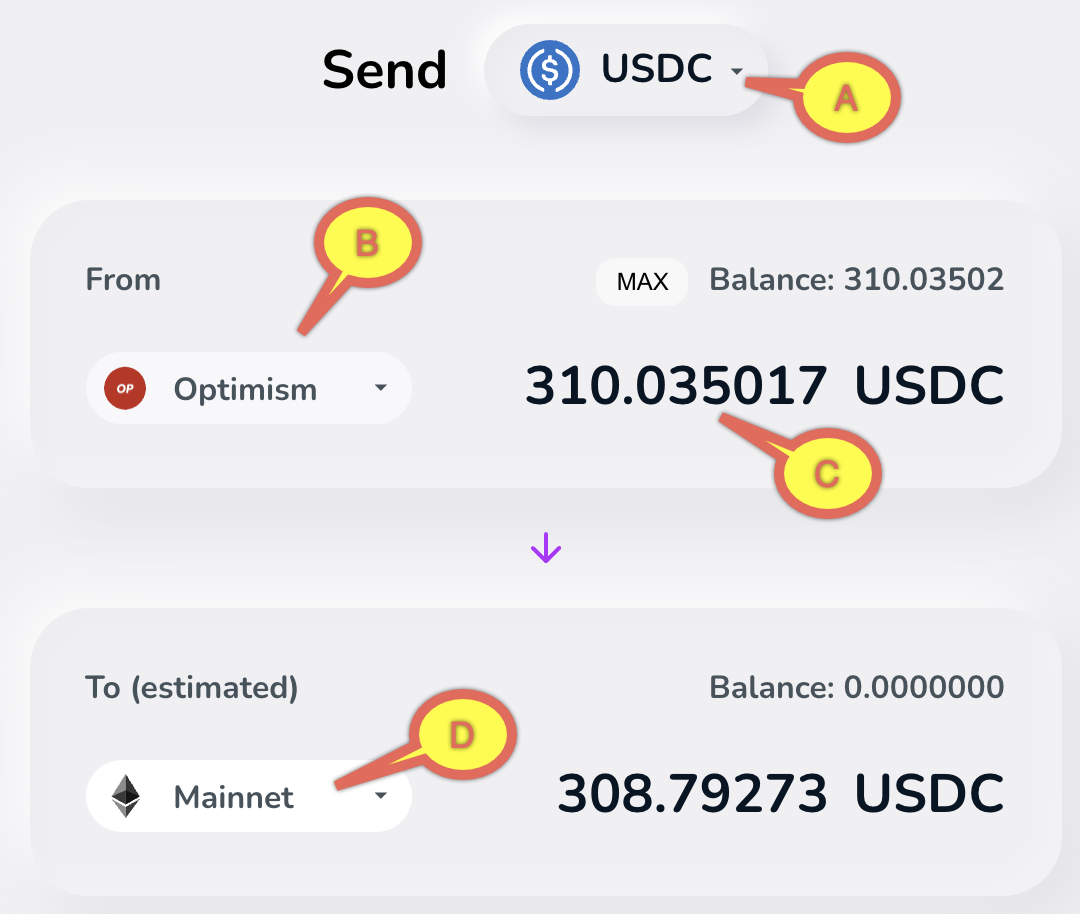 Send USDC
A
B
From MAX Balance: 310.03502
OP Optimism 310.035017 USDC
C
To (estimated) Balance: 0.0000000
D
Mainnet 308.79273 USDC